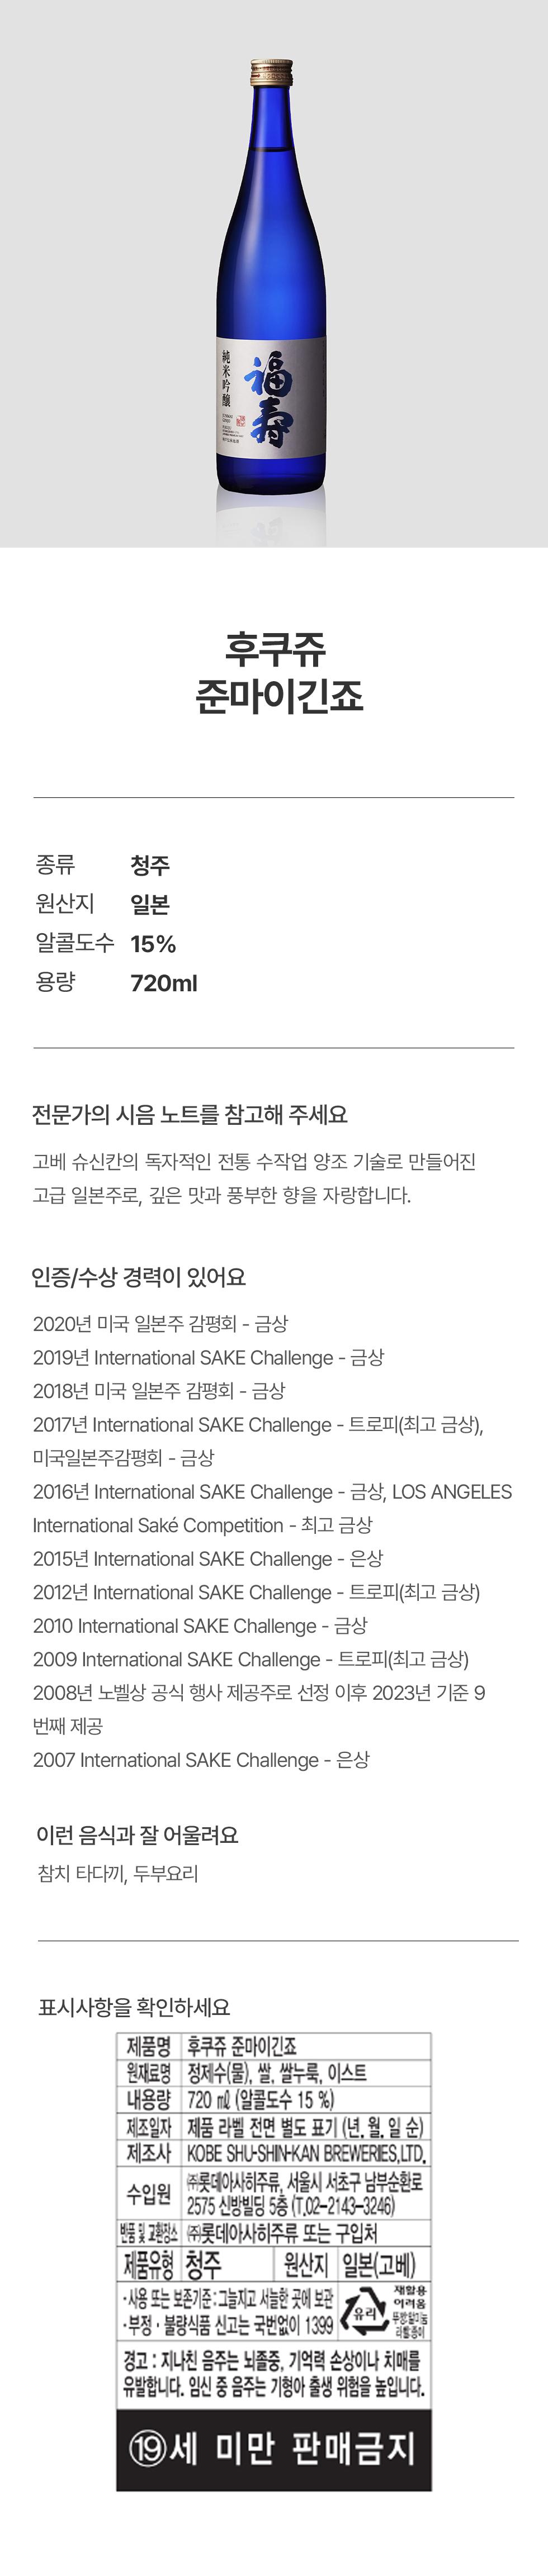 純米吟醸
福寿
후쿠쥬
준마이긴죠
종류 청주
원산지 일본
알콜도수 15%
용량 720ml
전문가의 시음 노트를 참고해 주세요
고베 슈신칸의 독자적인 전통 수작업 양조 기술로 만들어진
고급 일본주로, 깊은 맛과 풍부한 향을 자랑합니다.
인증/수상 경력이 있어요
2020년 미국 일본주 감평회 - 금상
2019년 International SAKE Challenge - 금상
2018년 미국 일본주 감평회 - 금상
2017년 International SAKE Challenge - 트로피(최고 금상),
미국일본주감평회 - 금상
2016년 International SAKE Challenge - 금상, LOS ANGELES
International Saké Competition - 최고 금상
2015년 International SAKE Challenge - 은상
2012년 International SAKE Challenge - 트로피(최고 금상)
2010 International SAKE Challenge - 금상
2009 International SAKE Challenge - 트로피(최고 금상)
2008년 노벨상 공식 행사 제공주로 선정 이후 2023년 기준 9
번째 제공
2007 International SAKE Challenge - 은상
이런 음식과 잘 어울려요
참치 타다끼, 두부요리
표시사항을 확인하세요
제품명 후쿠쥬 준마이긴죠
원재료명 정제수(물), 쌀, 쌀누룩, 이스트
내용량 720 ㎖ (알콜도수 15 %)
제조일자 제품 라벨 전면 별도 표기 (년, 월, 일 순)
제조사 KOBE SHU-SHIN-KAN BREWERIES,LTD.
수입원 ㈜롯데아사히주류, 서울시 서초구 남부순환로
2575 신방빌딩 5층 (T.02-2143-3246)
반품 및 교환장소 ㈜롯데아사히주류 또는 구입처
제품유형 청주 원산지 일본(고베)
·사용 또는 보존기준 : 그늘지고 서늘한 곳에 보관
·부정 · 불량식품 신고는 국번없이 1399
유리
재활용
어려움
경고 : 지나친 음주는 뇌졸중, 기억력 손상이나 치매를
유발합니다. 임신 중 음주는 기형아 출생 위험을 높입니다.
⑲세 미만 판매금지